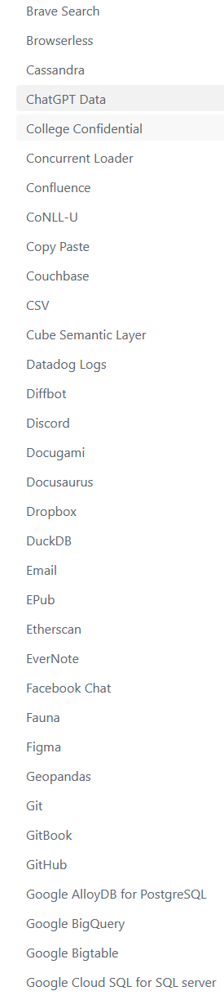 Brave Search
Browserless
Cassandra
ChatGPT Data
College Confidential
Concurrent Loader
Confluence
CoNLL-U
Copy Paste
Couchbase
CSV
Cube Semantic Layer
Datadog Logs
Diffbot
Discord
Docugami
Docusaurus
Dropbox
DuckDB
Email
EPub
Etherscan
EverNote
Facebook Chat
Fauna
Figma
Geopandas
Git
GitBook
GitHub
Google AlloyDB for PostgreSQL
Google BigQuery
Google Bigtable
Google Cloud SQL for SQL server